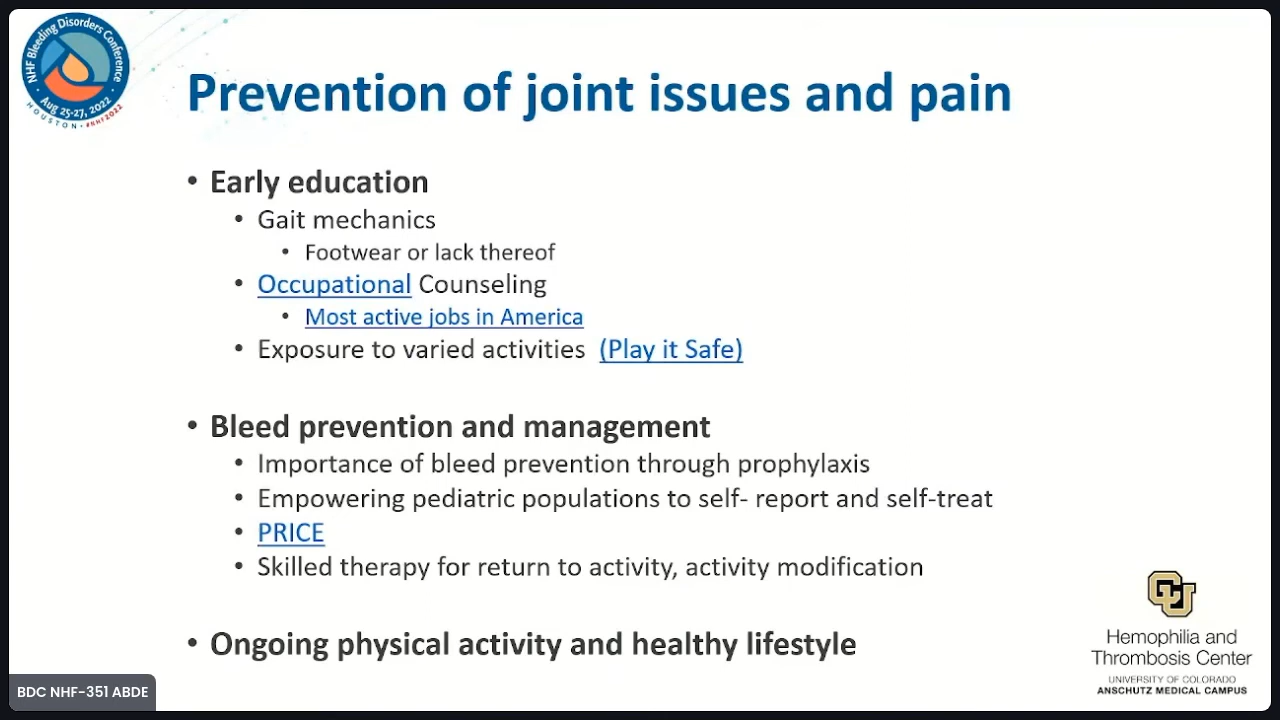 NHF Bleeding Disorders Conference
Aug 25-27, 2022
HOUSTON • #NHF2022
Prevention of joint issues and pain
• Early education
• Gait mechanics
• Footwear or lack thereof
• Occupational Counseling
• Most active jobs in America
• Exposure to varied activities (Play it Safe)
• Bleed prevention and management
• Importance of bleed prevention through prophylaxis
• Empowering pediatric populations to self- report and self-treat
• PRICE
• Skilled therapy for return to activity, activity modification
• Ongoing physical activity and healthy lifestyle
Hemophilia and
Thrombosis Center
UNIVERSITY OF COLORADO
ANSCHUTZ MEDICAL CAMPUS
BDC NHF-351 ABDE